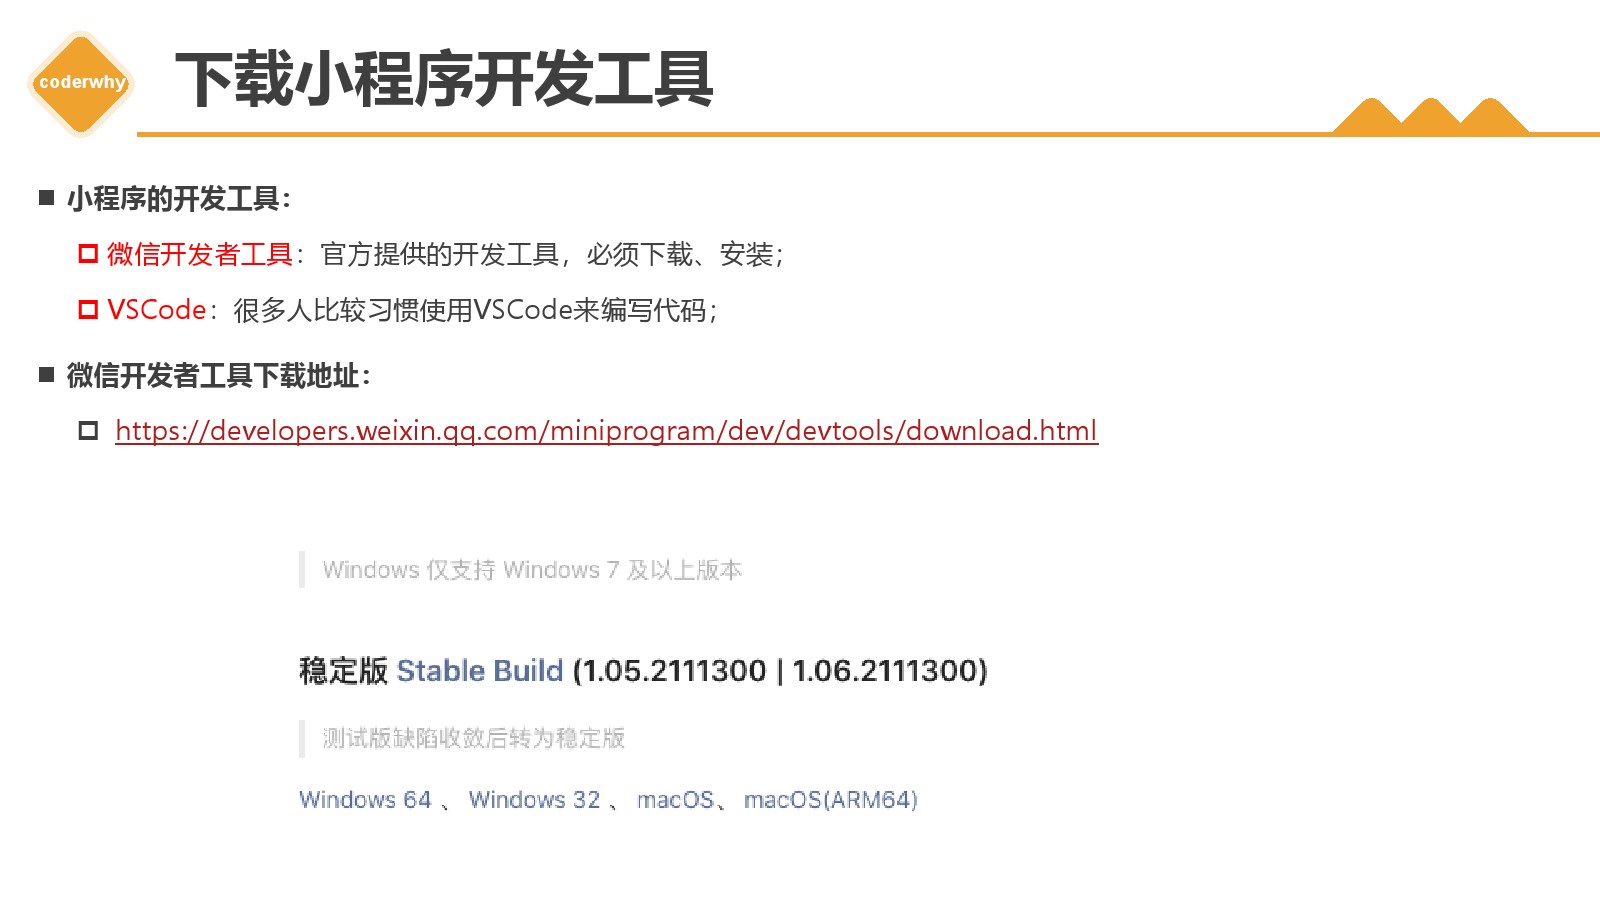 coderwhy
下载小程序开发工具
小程序的开发工具：
微信开发者工具：官方提供的开发工具，必须下载、安装；
VSCode：很多人比较习惯使用VSCode来编写代码；
微信开发者工具下载地址：
https://developers.weixin.qq.com/miniprogram/dev/devtools/download.html
Windows 仅支持 Windows 7 及以上版本
稳定版 Stable Build (1.05.2111300 | 1.06.2111300)
测试版缺陷收敛后转为稳定版
Windows 64 、 Windows 32 、 macOS、 macOS(ARM64)